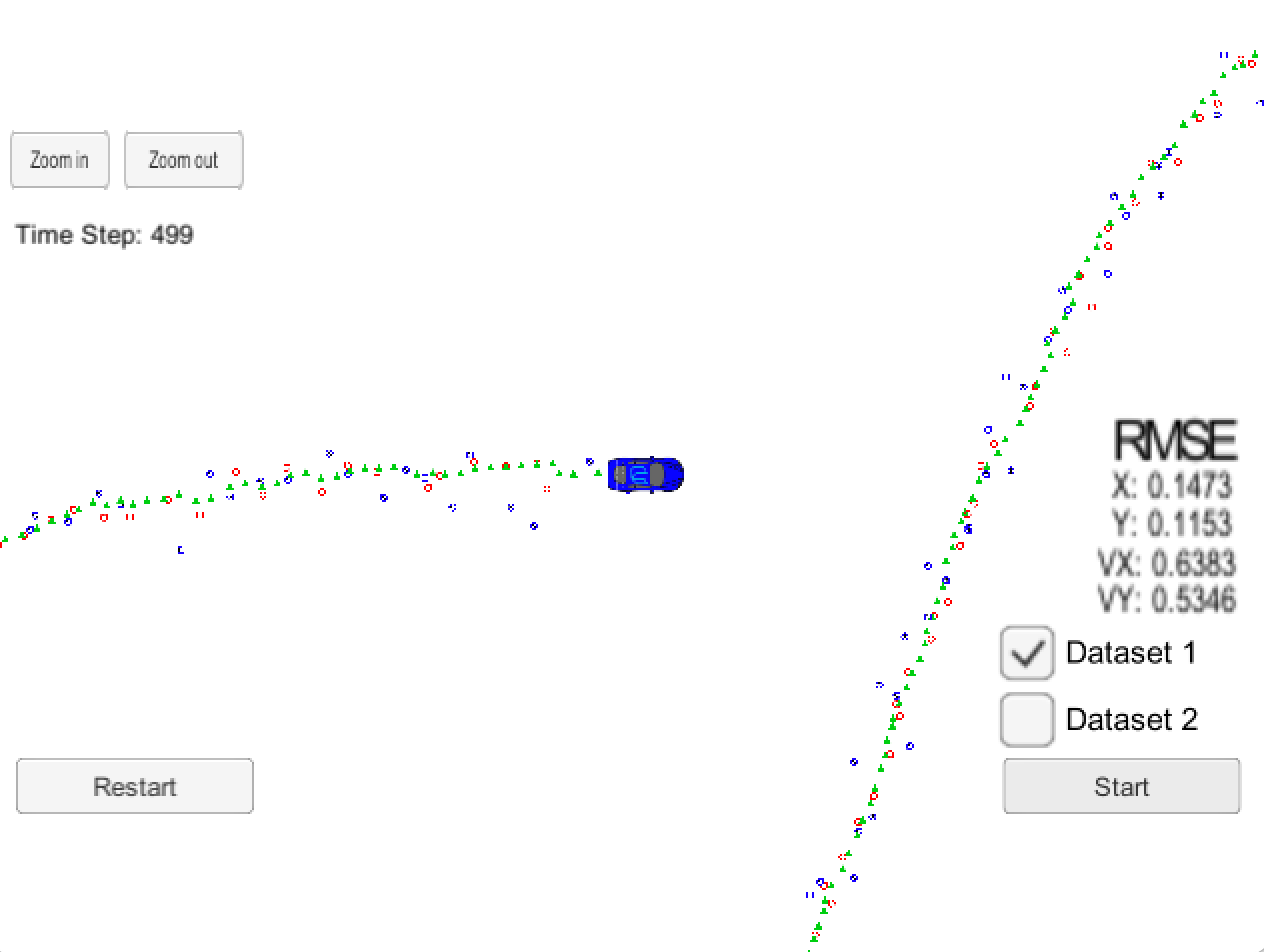 Zoom in
Zoom out
Time Step: 499
RMSE
X: 0.1473
Y: 0.1153
VX: 0.6383
VY: 0.5346
Dataset 1
Dataset 2
Restart
Start